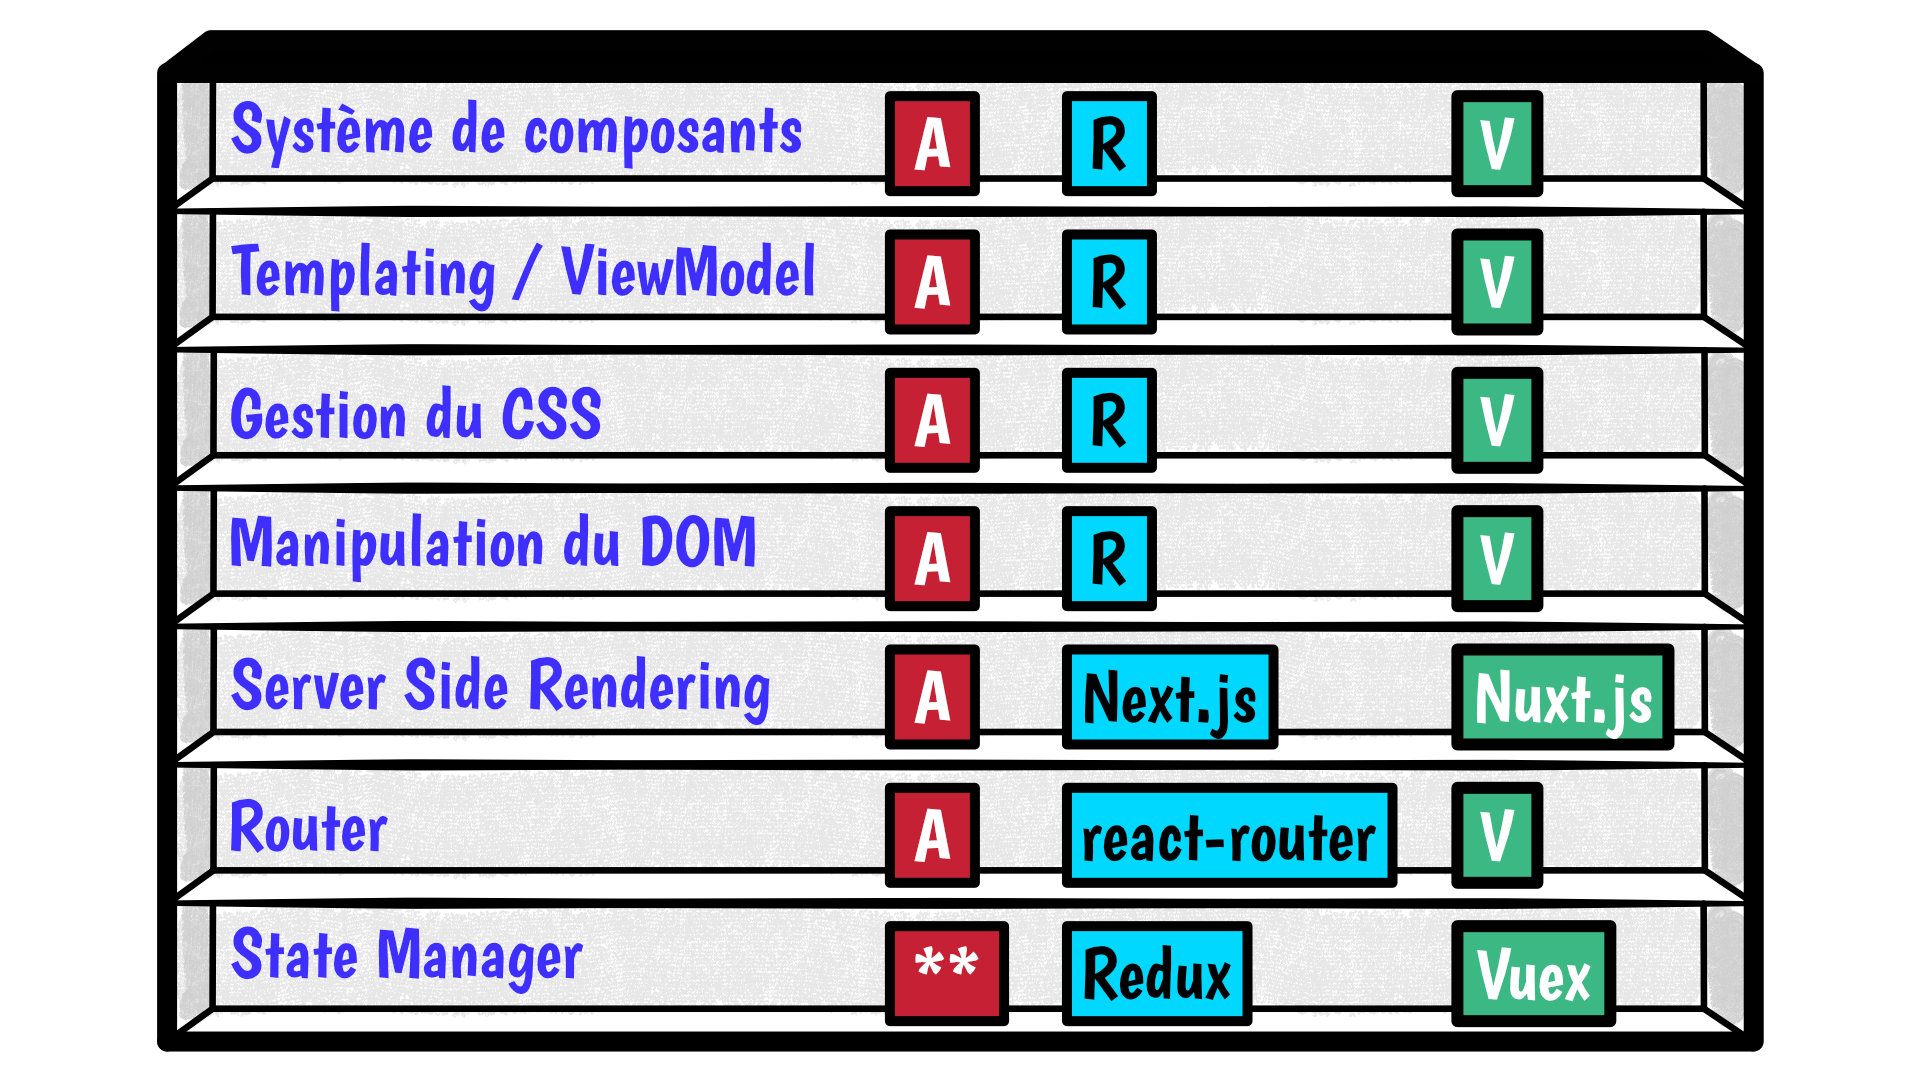 Système de composants A R V
Templating / ViewModel A R V
Gestion du CSS A R V
Manipulation du DOM A R V
Server Side Rendering A Next.js Nuxt.js
Router A react-router V
State Manager ** Redux Vuex